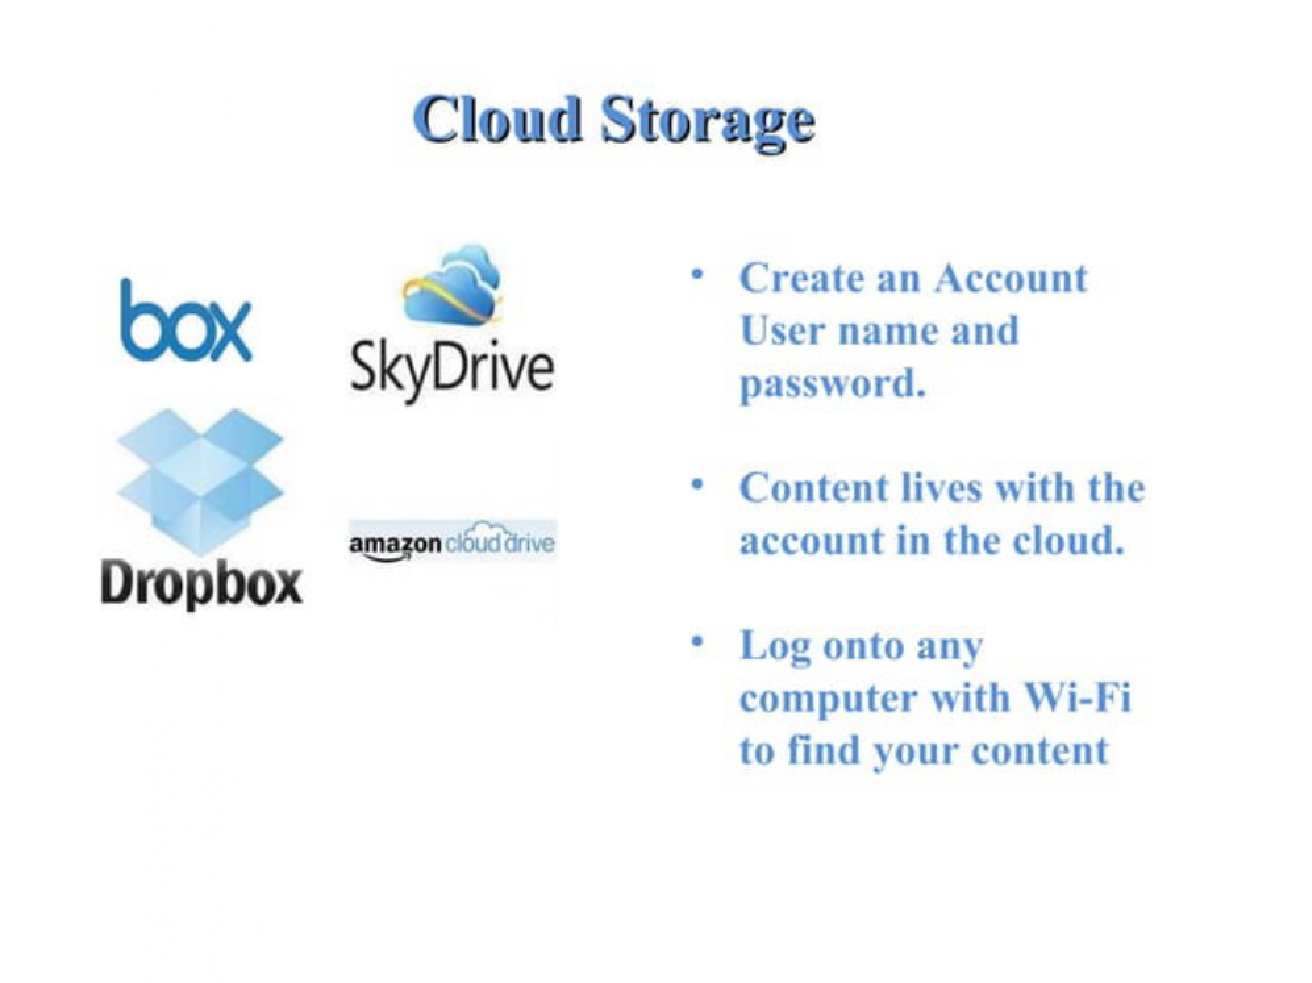 Cloud Storage
box
SkyDrive
Dropbox
amazon cloud drive
• Create an Account
User name and
password.
• Content lives with the
account in the cloud.
• Log onto any
computer with Wi-Fi
to find your content